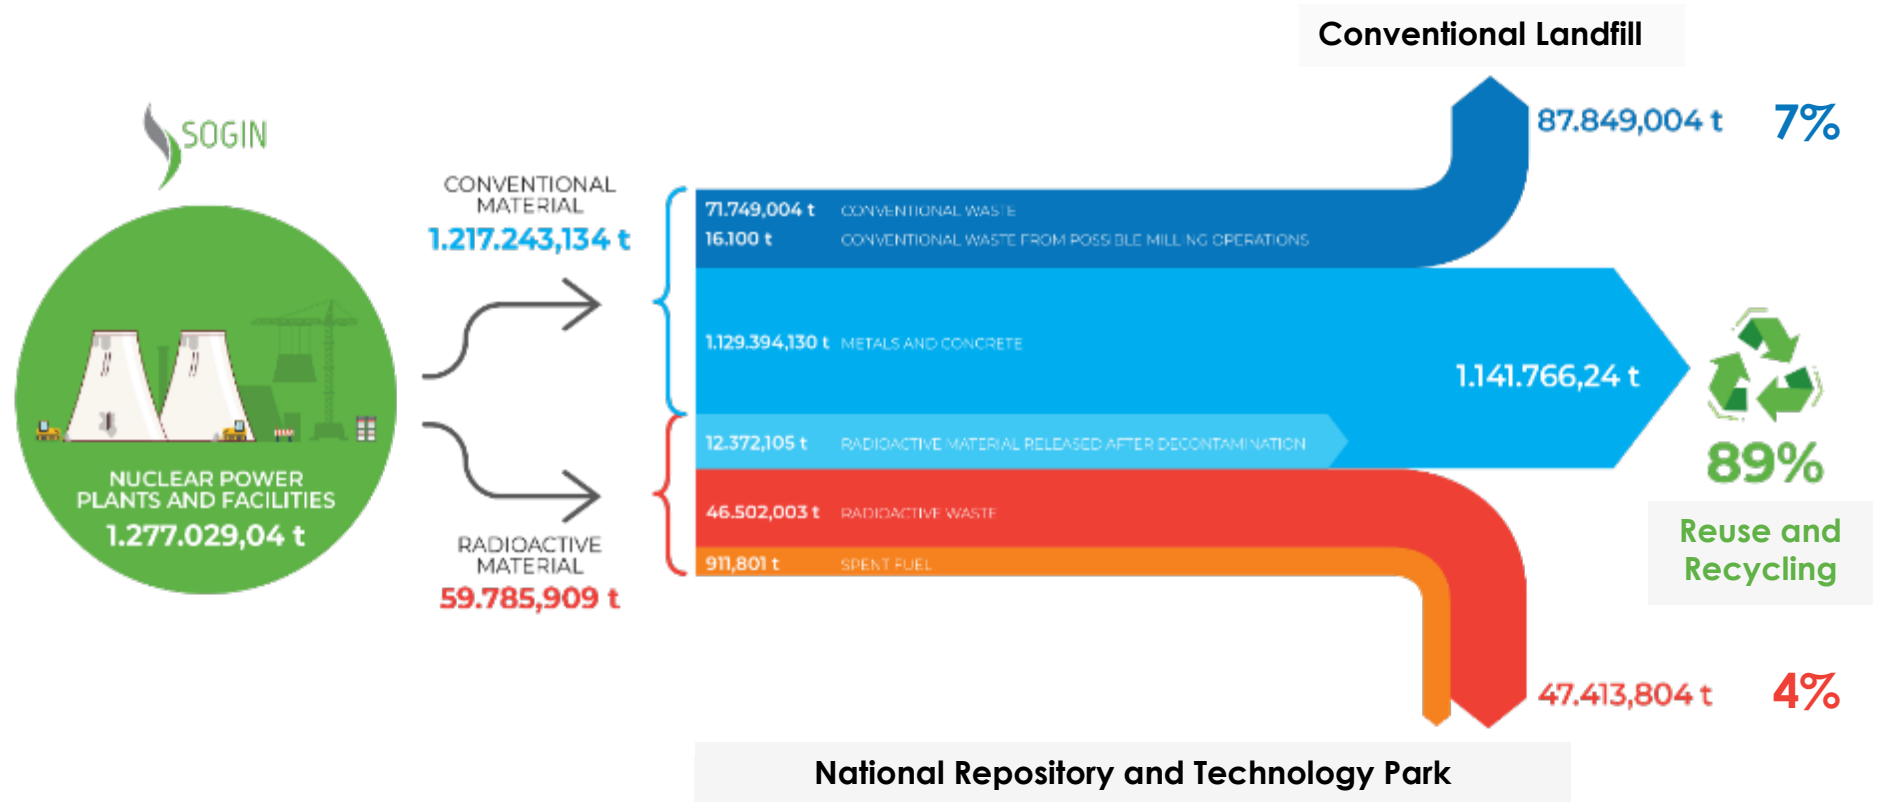 Conventional Landfill
87.849,004 t
7%
SOGIN
CONVENTIONAL
MATERIAL
1.217.243,134 t
71.749,004 t CONVENTIONAL WASTE
16.100 t CONVENTIONAL WASTE FROM POSSIBLE MILLING OPERATIONS
1.129.394,130 t METALS AND CONCRETE
1.141.766,24 t
12.372,105 t RADIOACTIVE MATERIAL RELEASED AFTER DECONTAMINATION
89%
Reuse and
Recycling
NUCLEAR POWER
PLANTS AND FACILITIES
1.277.029,04 t
46.502,003 t RADIOACTIVE WASTE
RADIOACTIVE
MATERIAL
59.785,909 t
911,801 t SPENT FUEL
47.413,804 t
4%
National Repository and Technology Park